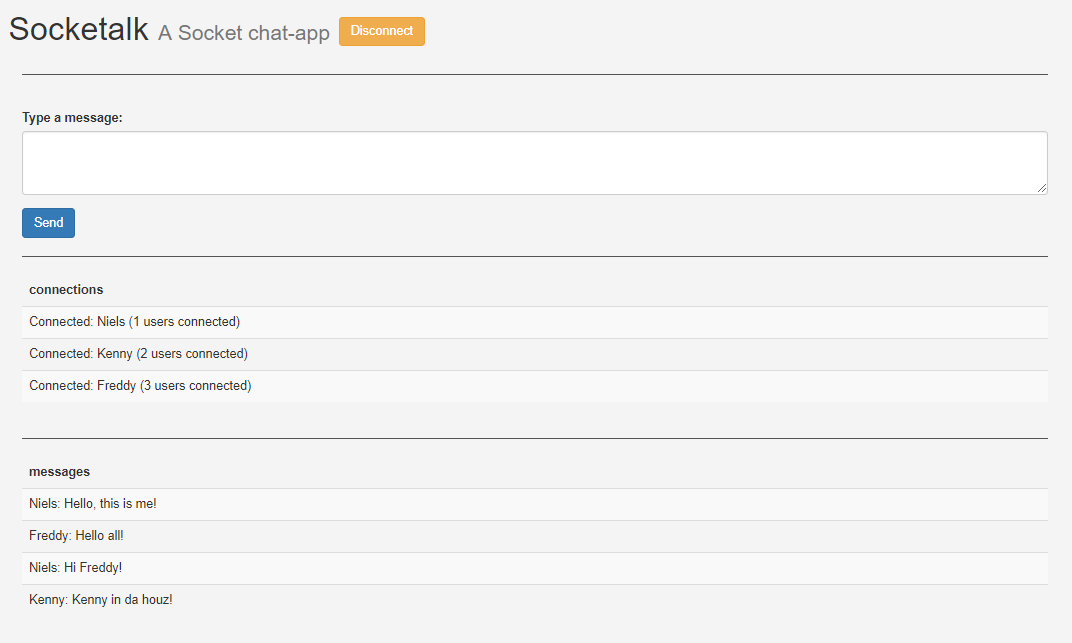 Socketalk A Socket chat-app Disconnect
Type a message:
Send
connections
Connected: Niels (1 users connected)
Connected: Kenny (2 users connected)
Connected: Freddy (3 users connected)
messages
Niels: Hello, this is me!
Freddy: Hello all!
Niels: Hi Freddy!
Kenny: Kenny in da houz!